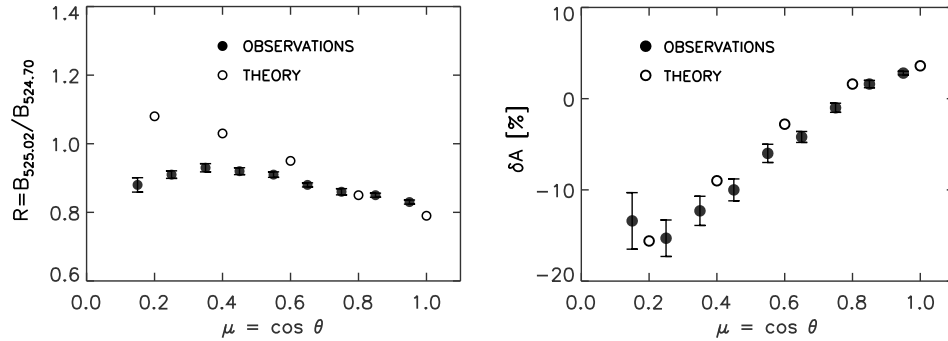 1.4
1.2
1.0
0.8
0.6
R=B525.02/B524.70
● OBSERVATIONS
○ THEORY
0.0 0.2 0.4 0.6 0.8 1.0
μ = cos θ
10
0
−10
−20
δA [%]
● OBSERVATIONS
○ THEORY
0.0 0.2 0.4 0.6 0.8 1.0
μ = cos θ